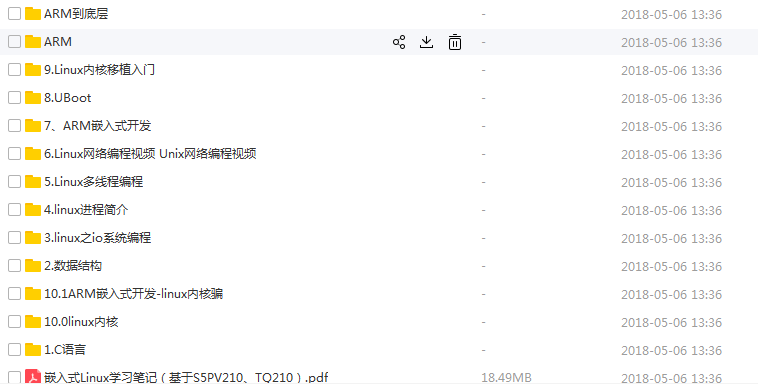 ARM到底层 - 2018-05-06 13:36
ARM - 2018-05-06 13:36
9.Linux内核移植入门 - 2018-05-06 13:36
8.UBoot - 2018-05-06 13:36
7、ARM嵌入式开发 - 2018-05-06 13:36
6.Linux网络编程视频 Unix网络编程视频 - 2018-05-06 13:36
5.Linux多线程编程 - 2018-05-06 13:36
4.linux进程简介 - 2018-05-06 13:36
3.linux之io系统编程 - 2018-05-06 13:36
2.数据结构 - 2018-05-06 13:36
10.1ARM嵌入式开发-linux内核骗 - 2018-05-06 13:36
10.0linux内核 - 2018-05-06 13:36
1.C语言 - 2018-05-06 13:36
嵌入式Linux学习笔记（基于S5PV210、TQ210）.pdf 18.49MB 2018-05-06 13:36